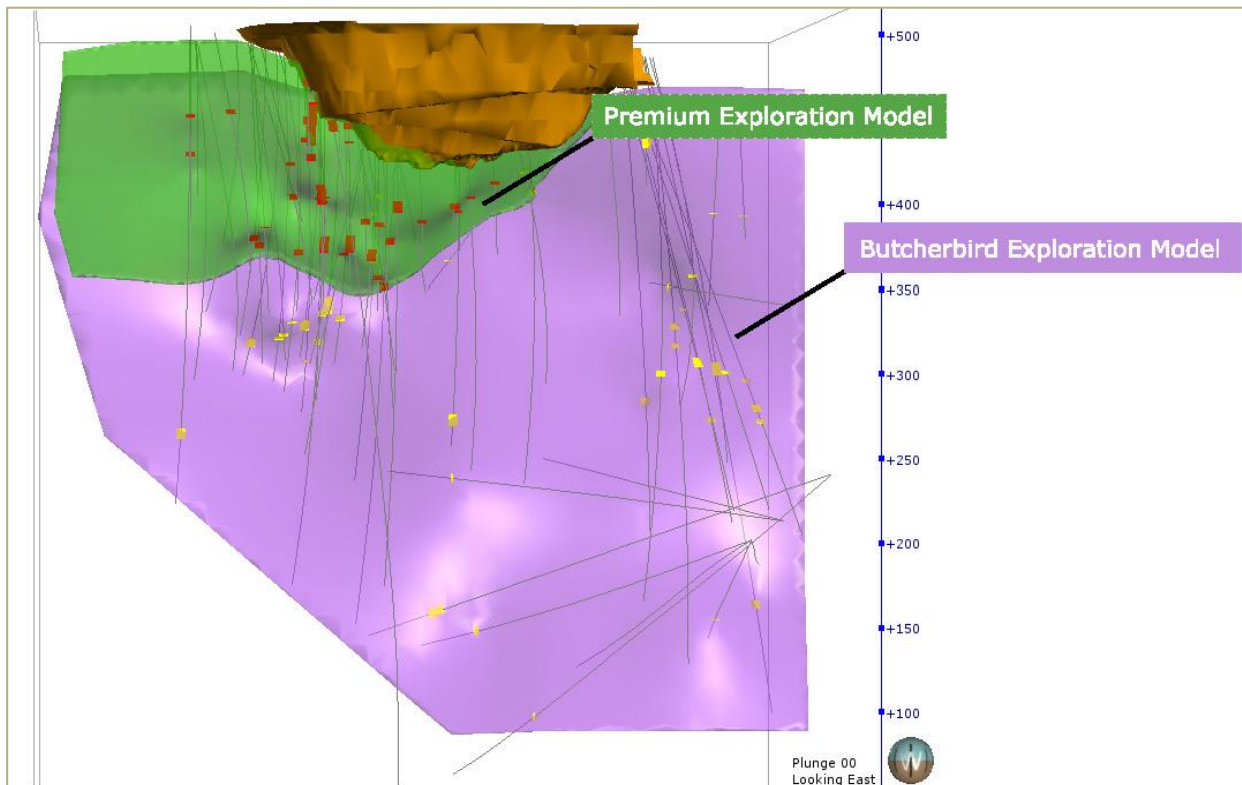 +500
Premium Exploration Model
+400
Butcherbird Exploration Model
+350
+300
+250
+200
+150
+100
Plunge 00
Looking East